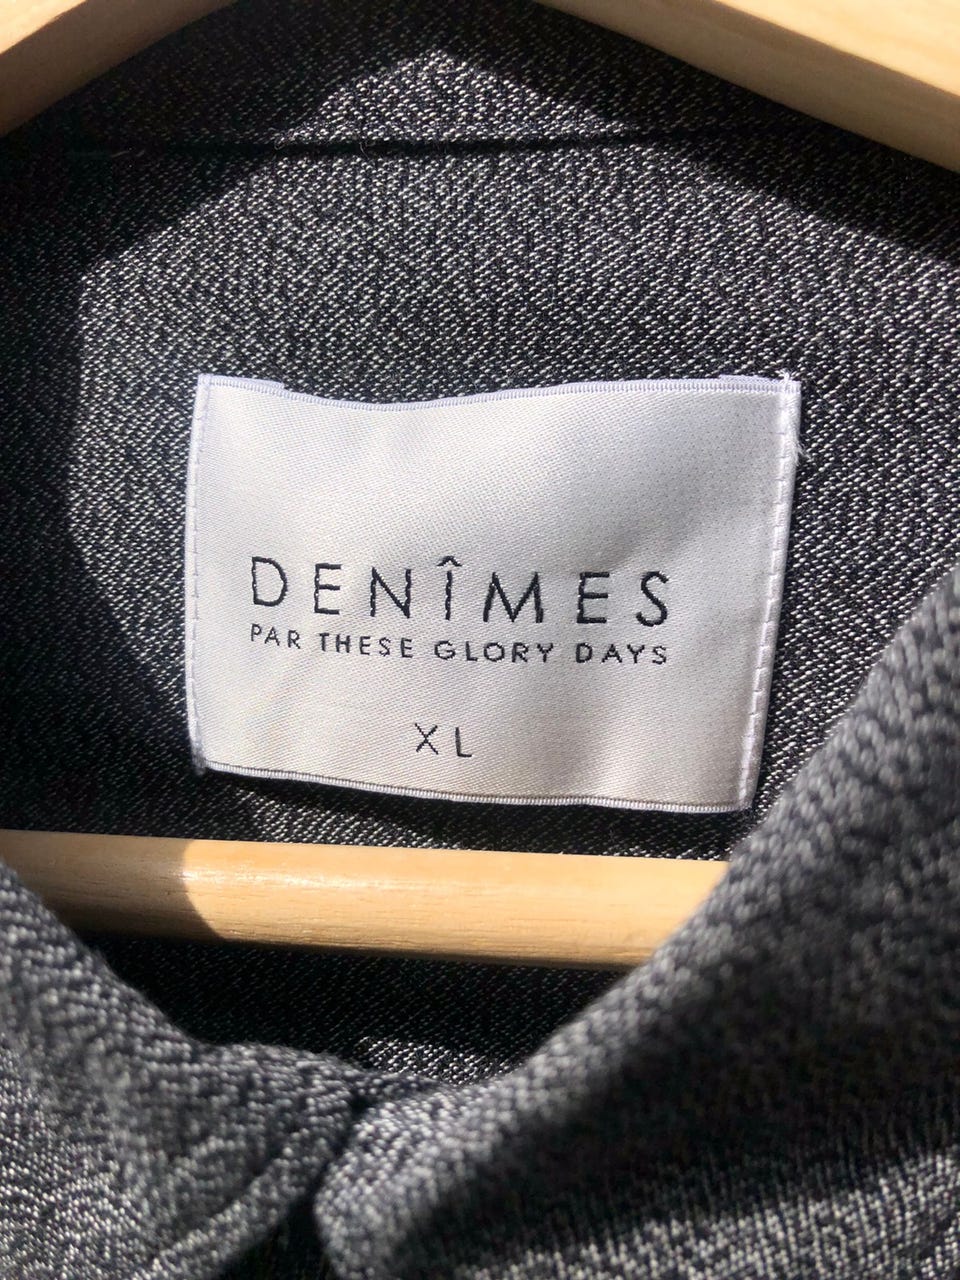 DENÎMES
PAR THESE GLORY DAYS
XL